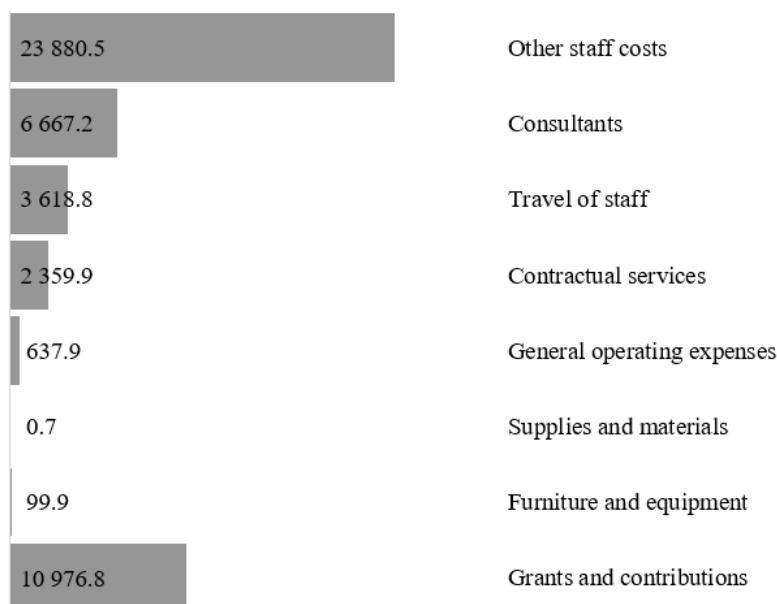 23 880.5 Other staff costs
6 667.2 Consultants
3 618.8 Travel of staff
2 359.9 Contractual services
637.9 General operating expenses
0.7 Supplies and materials
99.9 Furniture and equipment
10 976.8 Grants and contributions